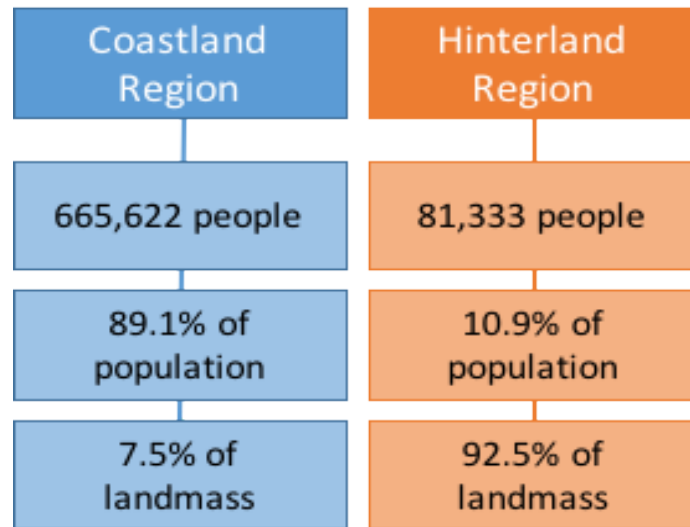 Coastland
Region
665,622 people
89.1% of
population
7.5% of
landmass
Hinterland
Region
81,333 people
10.9% of
population
92.5% of
landmass